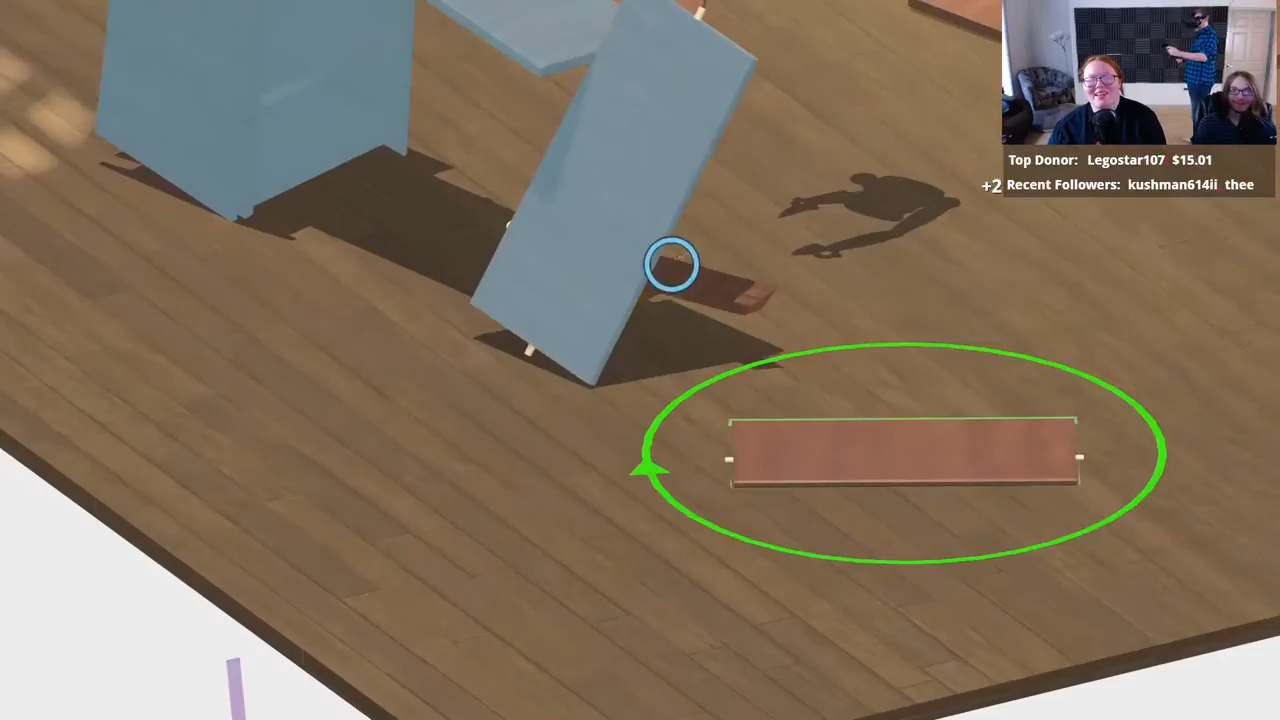 Top Donor: Legostar107 $15.01
+2 Recent Followers: kushman614ii thee